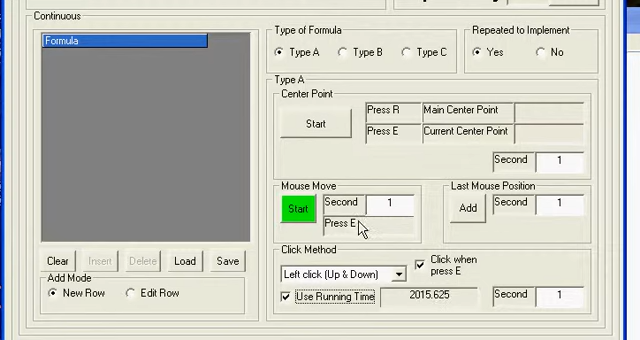 Continuous
Formula
Type of Formula
Type A
Type B
Type C
Repeated to Implement
Yes
No
Type A
Center Point
Start
Press R
Main Center Point
Press E
Current Center Point
Second
1
Mouse Move
Start
Second
1
Press E
Last Mouse Position
Add
Second
1
Clear
Insert
Delete
Load
Save
Add Mode
New Row
Edit Row
Click Method
Left click (Up & Down)
Click when
press E
Use Running Time
2015.625
Second
1